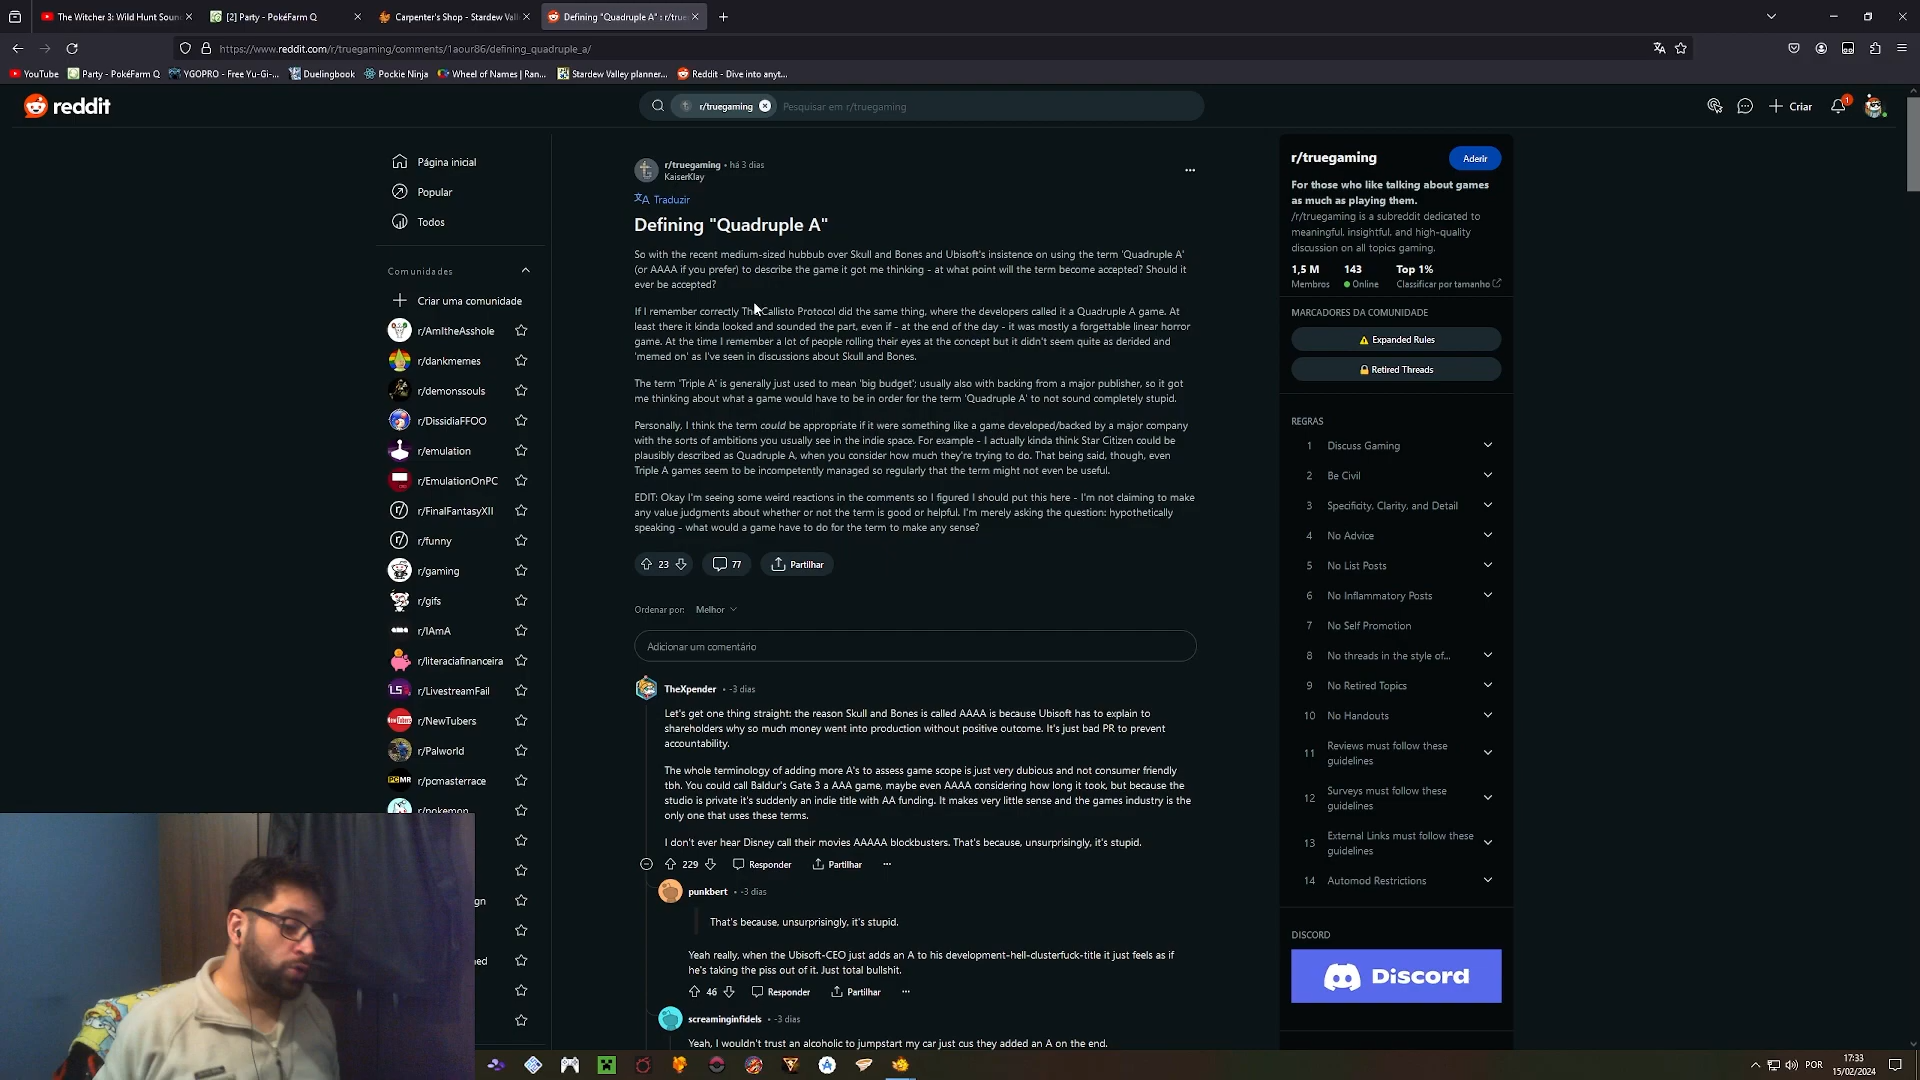 The Witcher 3: Wild Hunt Soun
[2] Party - PokéFarm Q
Carpenter's Shop - Stardew Vall
Defining "Quadruple A" : r/true
https://www.reddit.com/r/truegaming/comments/1aour86/defining_quadruple_a/
YouTube
Party - PokéFarm Q
YGOPRO - Free Yu-Gi-...
Duelingbook
Pockie Ninja
Wheel of Names | Ran...
Stardew Valley planner...
Reddit - Dive into anyt...
reddit
r/truegaming
Pesquisar em r/truegaming
Criar
1
Página inicial
Popular
Todos
Comunidades
Criar uma comunidade
r/AmItheAsshole
r/dankmemes
r/demonssouls
r/DissidiaFFOO
r/emulation
r/EmulationOnPC
r/FinalFantasyXII
r/funny
r/gaming
r/gifs
r/IAmA
r/literaciafinanceira
r/LivestreamFail
r/NewTubers
r/Palworld
r/pcmasterrace
r/pokemon
gn
ned
r/truegaming • há 3 dias
KaiserKlay
Traduzir
Defining "Quadruple A"
So with the recent medium-sized hubbub over Skull and Bones and Ubisoft's insistence on using the term 'Quadruple A'
(or AAAA if you prefer) to describe the game it got me thinking - at what point will the term become accepted? Should it
ever be accepted?
If I remember correctly The Callisto Protocol did the same thing, where the developers called it a Quadruple A game. At
least there it kinda looked and sounded the part, even if - at the end of the day - it was mostly a forgettable linear horror
game. At the time I remember a lot of people rolling their eyes at the concept but it didn't seem quite as derided and
'memed on' as I've seen in discussions about Skull and Bones.
The term 'Triple A' is generally just used to mean 'big budget'; usually also with backing from a major publisher, so it got
me thinking about what a game would have to be in order for the term 'Quadruple A' to not sound completely stupid.
Personally, I think the term could be appropriate if it were something like a game developed/backed by a major company
with the sorts of ambitions you usually see in the indie space. For example - I actually kinda think Star Citizen could be
plausibly described as Quadruple A, when you consider how much they're trying to do. That being said, though, even
Triple A games seem to be incompetently managed so regularly that the term might not even be useful.
EDIT: Okay I'm seeing some weird reactions in the comments so I figured I should put this here - I'm not claiming to make
any value judgments about whether or not the term is good or helpful. I'm merely asking the question: hypothetically
speaking - what would a game have to do for the term to make any sense?
23
77
Partilhar
Ordenar por: Melhor
Adicionar um comentário
TheXpender • -3 dias
Let's get one thing straight: the reason Skull and Bones is called AAAA is because Ubisoft has to explain to
shareholders why so much money went into production without positive outcome. It's just bad PR to prevent
accountability.
The whole terminology of adding more A's to assess game scope is just very dubious and not consumer friendly
tbh. You could call Baldur's Gate 3 a AAA game, maybe even AAAA considering how long it took, but because the
studio is private it's suddenly an indie title with AA funding. It makes very little sense and the games industry is the
only one that uses these terms.
I don't ever hear Disney call their movies AAAAA blockbusters. That's because, unsurprisingly, it's stupid.
229 Responder Partilhar ...
punkbert • -3 dias
That's because, unsurprisingly, it's stupid.
Yeah really, when the Ubisoft-CEO just adds an A to his development-hell-clusterfuck-title it just feels as if
he's taking the piss out of it. Just total bullshit.
46 Responder Partilhar ...
screaminginfidels • -3 dias
Yeah, I wouldn't trust an alcoholic to jumpstart my car just cus they added an A on the end.
r/truegaming
Aderir
For those who like talking about games
as much as playing them.
/r/truegaming is a subreddit dedicated to
meaningful, insightful, and high-quality
discussion on all topics gaming.
1,5 M 143 Top 1%
Membros Online Classificar por tamanho
MARCADORES DA COMUNIDADE
Expanded Rules
Retired Threads
REGRAS
1 Discuss Gaming
2 Be Civil
3 Specificity, Clarity, and Detail
4 No Advice
5 No List Posts
6 No Inflammatory Posts
7 No Self Promotion
8 No threads in the style of...
9 No Retired Topics
10 No Handouts
11 Reviews must follow these
guidelines
12 Surveys must follow these
guidelines
13 External Links must follow these
guidelines
14 Automod Restrictions
DISCORD
Discord
POR
17:33
15/02/2024